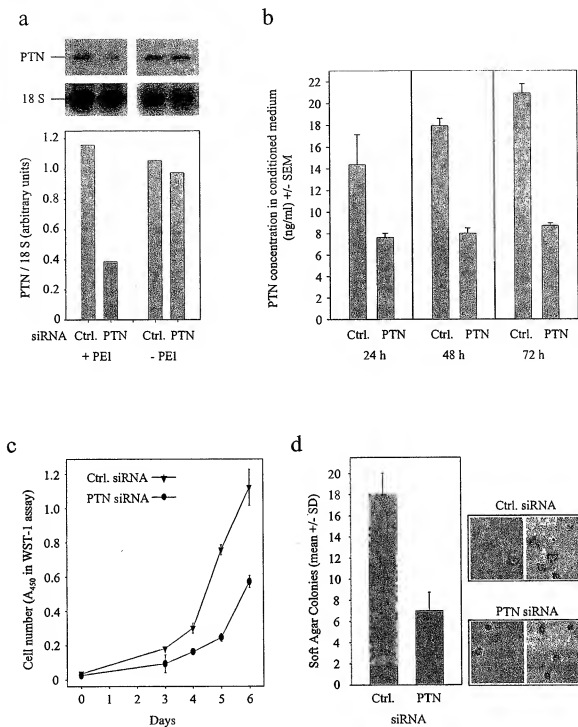 a
PTN
18 S
PTN / 18 S (arbitrary units)
1.2
1.0
0.8
0.6
0.4
0.2
0
siRNA Ctrl. PTN Ctrl. PTN
+ PEI - PEI
b
PTN concentration in conditioned medium
(ng/ml) +/- SEM
22
20
18
16
14
12
10
8
6
4
2
0
Ctrl. PTN Ctrl. PTN Ctrl. PTN
24 h 48 h 72 h
c
Cell number (A450 in WST-1 assay)
1.2
1.0
0.8
0.6
0.4
0.2
0
Ctrl. siRNA
PTN siRNA
0 1 2 3 4 5 6
Days
d
Soft Agar Colonies (mean +/- SD)
20
18
16
14
12
10
8
6
4
2
0
Ctrl. PTN
siRNA
Ctrl. siRNA
PTN siRNA